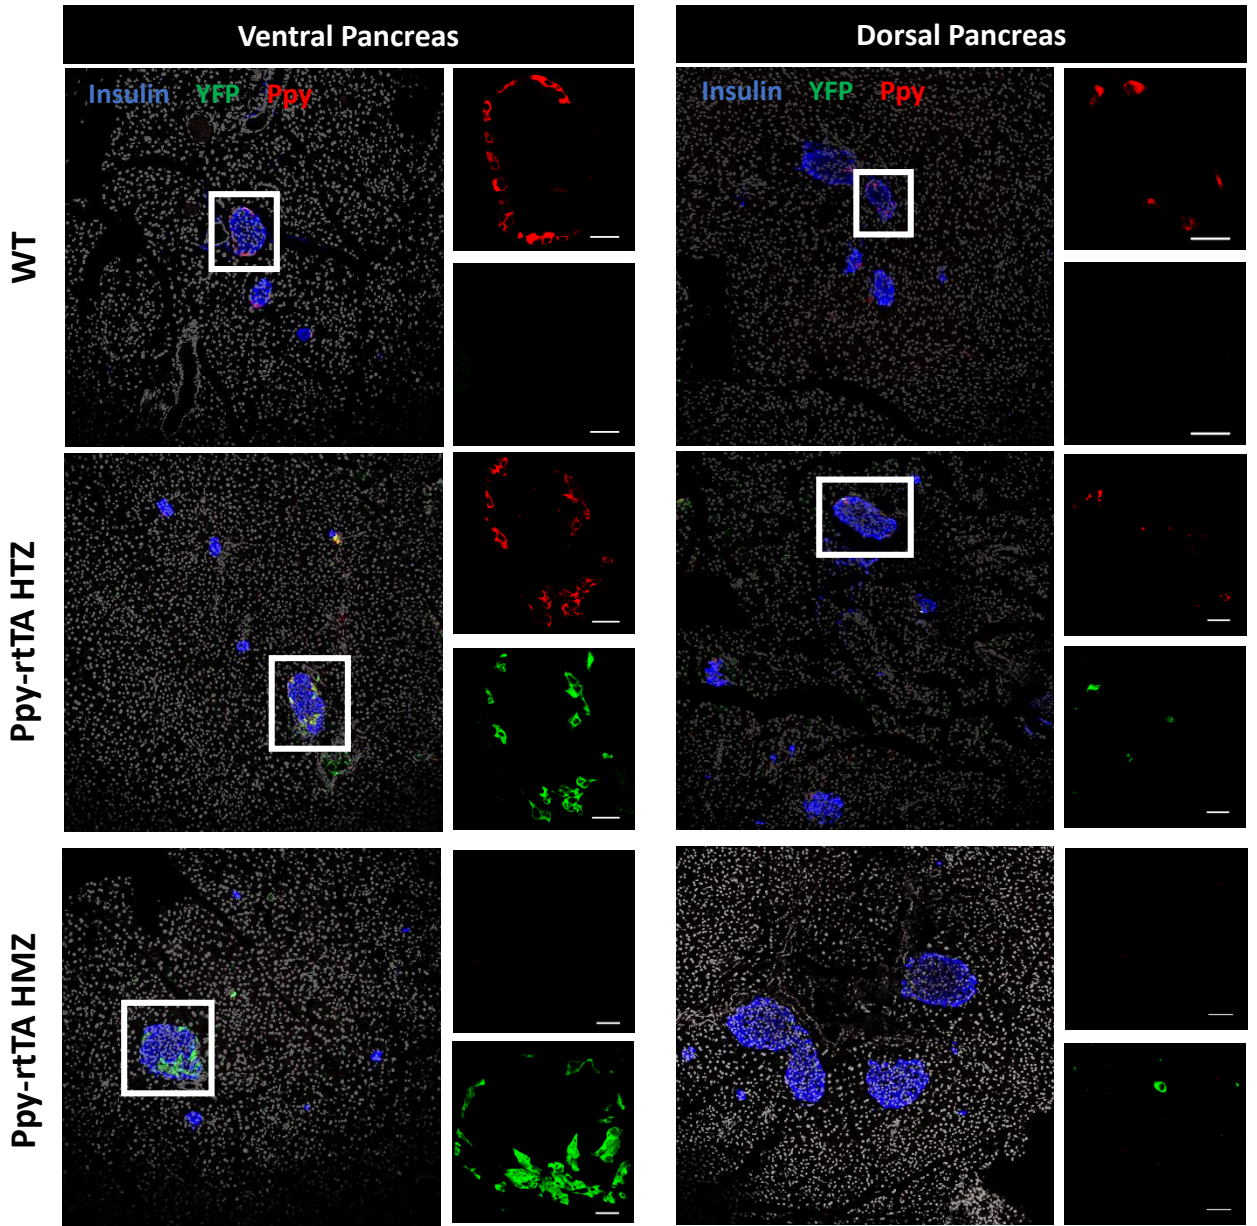 Ventral Pancreas
Dorsal Pancreas
WT
Insulin YFP Ppy
Insulin YFP Ppy
Ppy-rtTA HTZ
Ppy-rtTA HMZ